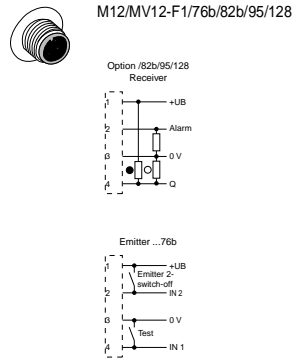 M12/MV12-F1/76b/82b/95/128
Option /82b/95/128
Receiver
1
+UB
2
Alarm
3
0 V
4
Q
Emitter ...76b
1
+UB
Emitter 2-
switch-off
2
IN 2
3
0 V
Test
4
IN 1